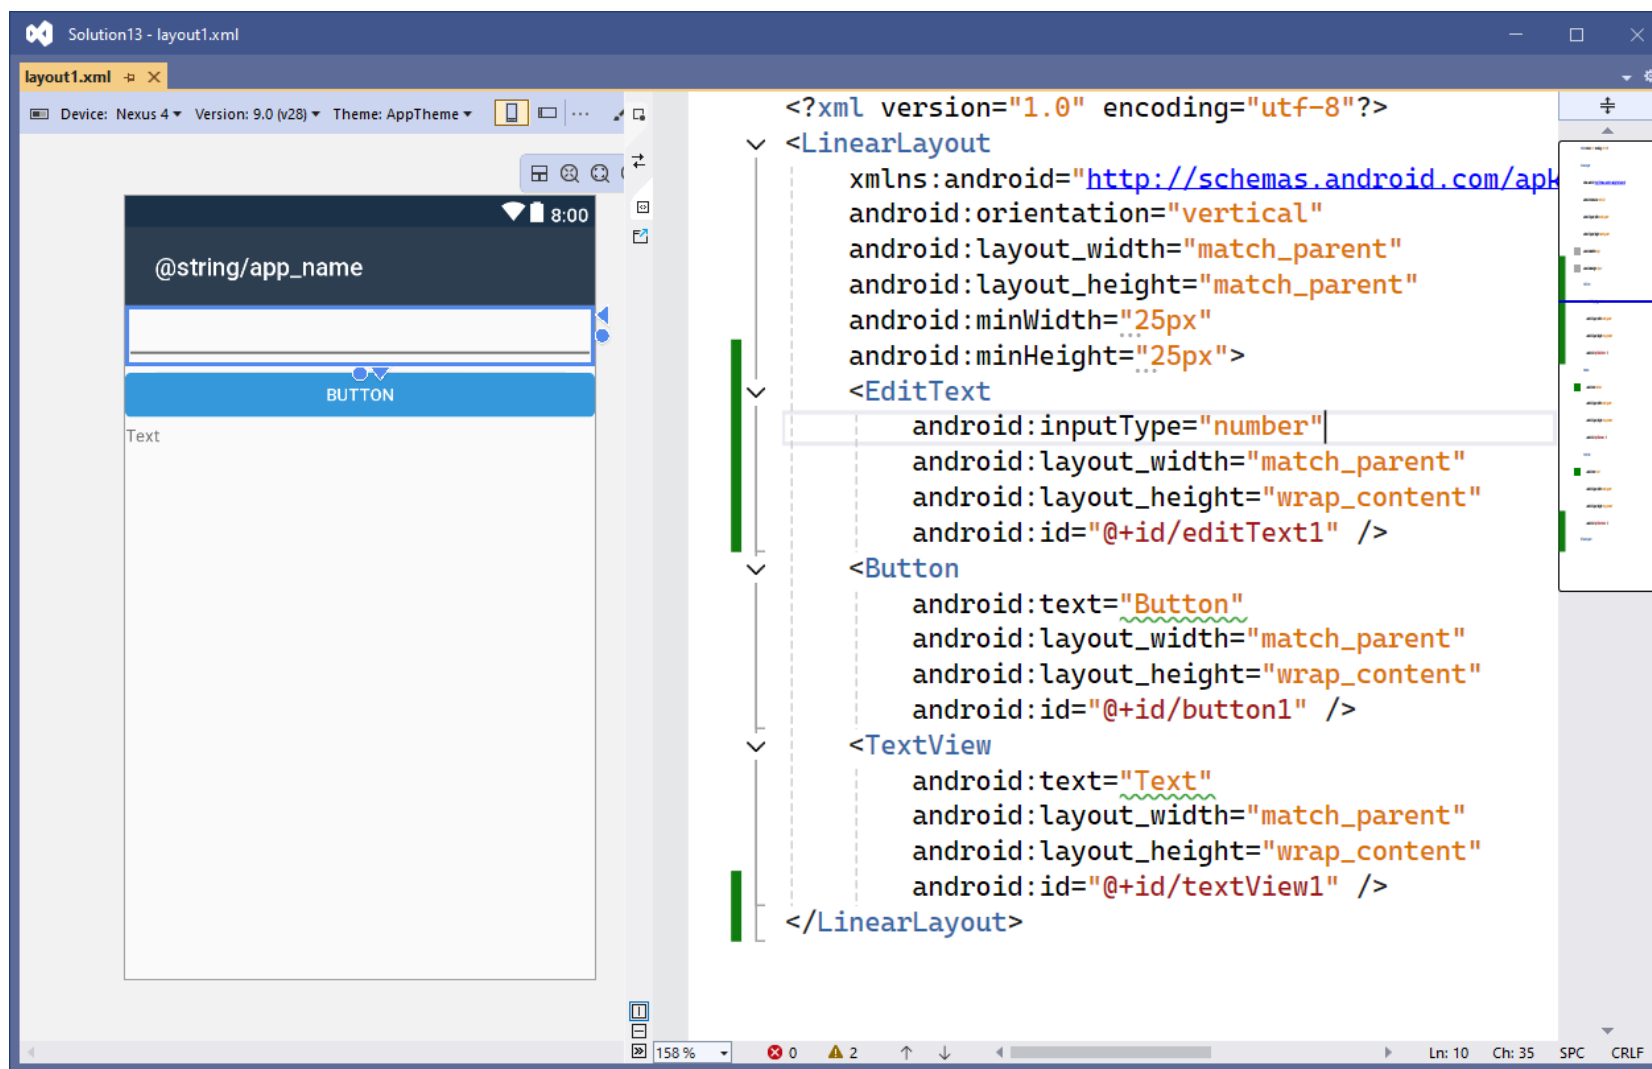 Solution13 - layout1.xml
layout1.xml
Device: Nexus 4 Version: 9.0 (v28) Theme: AppTheme
8:00
@string/app_name
BUTTON
Text
<?xml version="1.0" encoding="utf-8"?>
<LinearLayout
xmlns:android="http://schemas.android.com/apk
android:orientation="vertical"
android:layout_width="match_parent"
android:layout_height="match_parent"
android:minWidth="25px"
android:minHeight="25px">
<EditText
android:inputType="number"
android:layout_width="match_parent"
android:layout_height="wrap_content"
android:id="@+id/editText1" />
<Button
android:text="Button"
android:layout_width="match_parent"
android:layout_height="wrap_content"
android:id="@+id/button1" />
<TextView
android:text="Text"
android:layout_width="match_parent"
android:layout_height="wrap_content"
android:id="@+id/textView1" />
</LinearLayout>
158 % 0 2 Ln: 10 Ch: 35 SPC CRLF